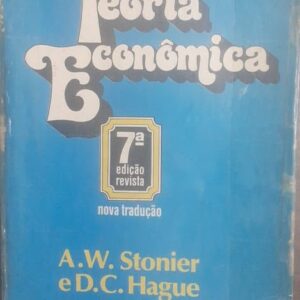 Teoria
Econômica
7ª
edição
revista
nova tradução
A.W. Stonier
e D.C. Hague